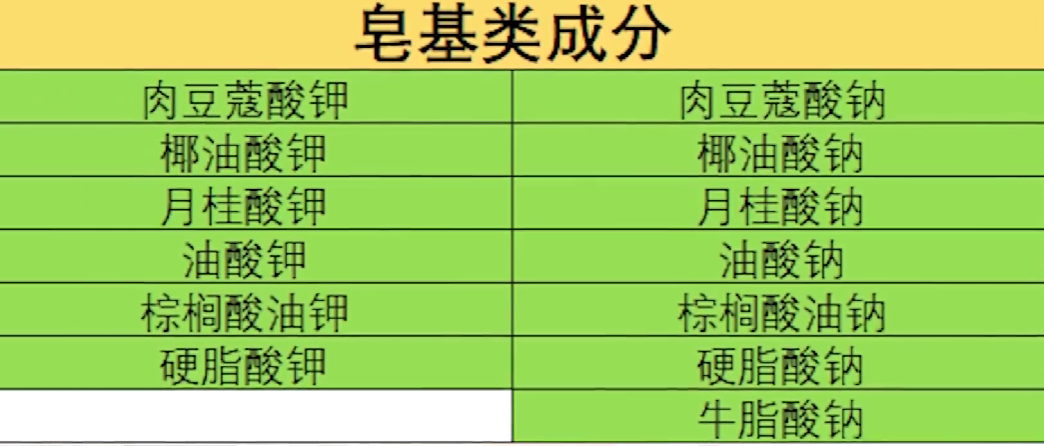 皂基类成分
肉豆蔻酸钾 肉豆蔻酸钠
椰油酸钾 椰油酸钠
月桂酸钾 月桂酸钠
油酸钾 油酸钠
棕榈酸油钾 棕榈酸油钠
硬脂酸钾 硬脂酸钠
牛脂酸钠